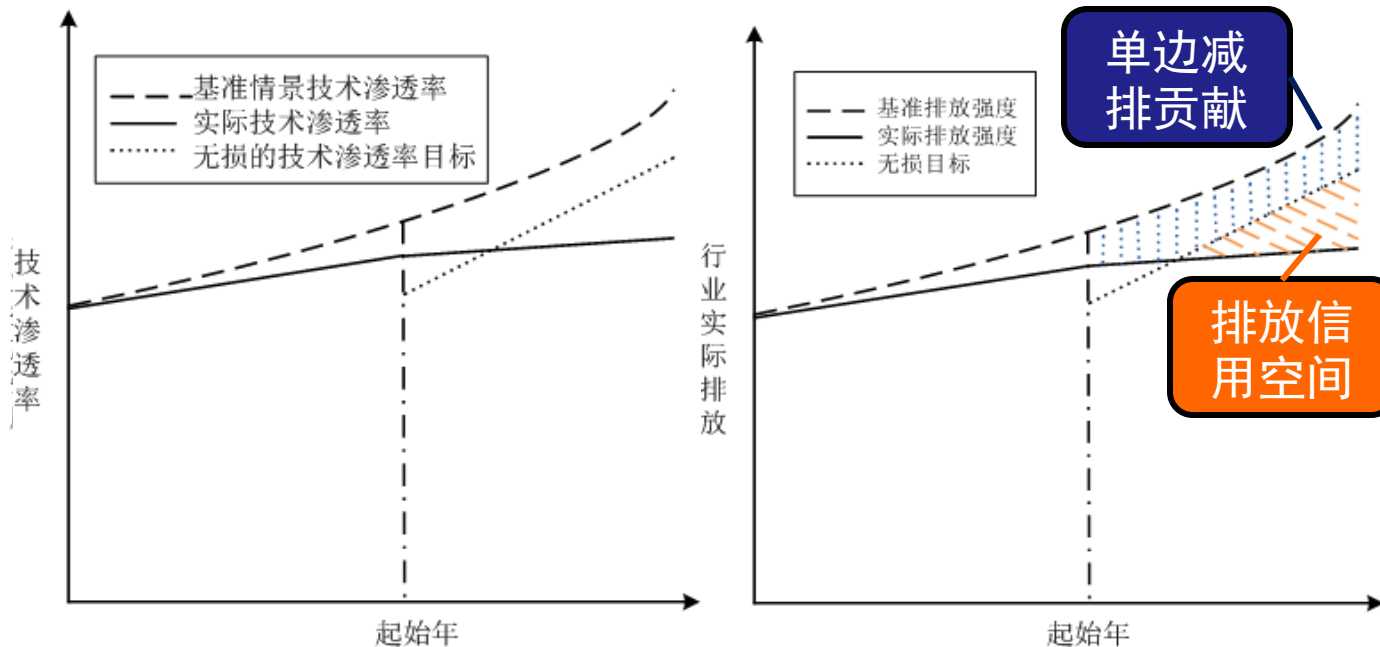 基准情景技术渗透率
实际技术渗透率
无损的技术渗透率目标
技术渗透率
起始年
单边减
排贡献
基准排放强度
实际排放强度
无损目标
行业实际排放
排放信
用空间
起始年